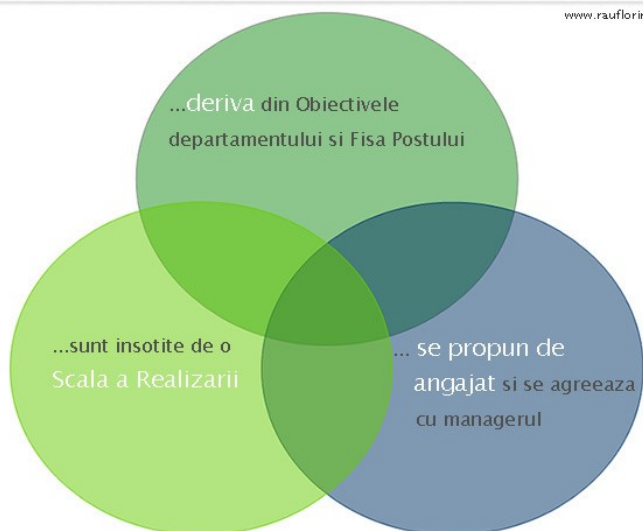 www.rauflorin
...deriva din Obiectivele
departamentului si Fisa Postului
...sunt insotite de o
Scala a Realizarii
... se propun de
angajat si se agreeaza
cu managerul